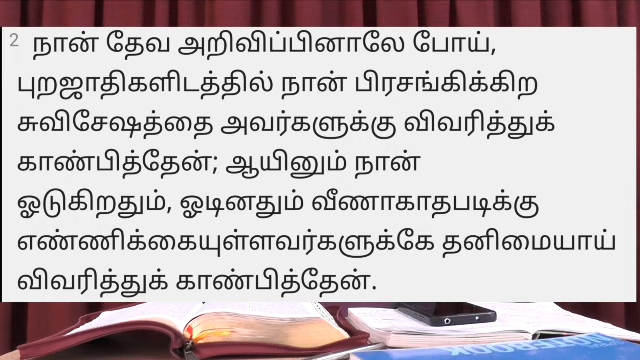 2 நான் தேவ அறிவிப்பினாலே போய்,
புறஜாதிகளிடத்தில் நான் பிரசங்கிக்கிற
சுவிசேஷத்தை அவர்களுக்கு விவரித்துக்
காண்பித்தேன்; ஆயினும் நான்
ஓடுகிறதும், ஓடினதும் வீணாகாதபடிக்கு
எண்ணிக்கையுள்ளவர்களுக்கே தனிமையாய்
விவரித்துக் காண்பித்தேன்.
NOTEBOOK